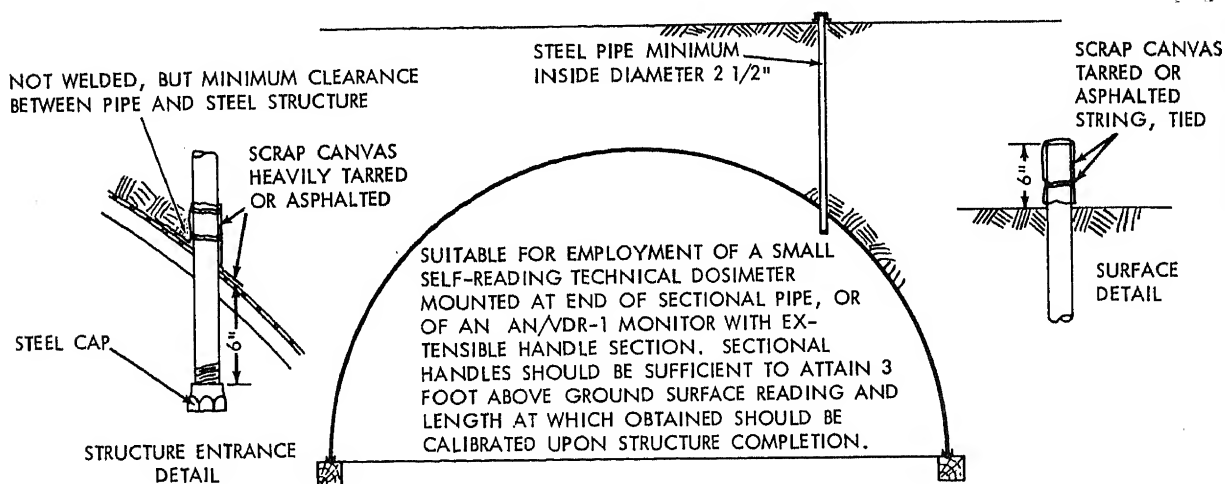 STEEL PIPE MINIMUM
INSIDE DIAMETER 2 1/2"
SCRAP CANVAS
TARRED OR
ASPHALTED
STRING, TIED
NOT WELDED, BUT MINIMUM CLEARANCE
BETWEEN PIPE AND STEEL STRUCTURE
SCRAP CANVAS
HEAVILY TARRED
OR ASPHALTED
6"
SUITABLE FOR EMPLOYMENT OF A SMALL
SELF-READING TECHNICAL DOSIMETER
MOUNTED AT END OF SECTIONAL PIPE, OR
OF AN AN/VDR-1 MONITOR WITH EX-
TENSIBLE HANDLE SECTION. SECTIONAL
HANDLES SHOULD BE SUFFICIENT TO ATTAIN 3
FOOT ABOVE GROUND SURFACE READING AND
LENGTH AT WHICH OBTAINED SHOULD BE
CALIBRATED UPON STRUCTURE COMPLETION.
SURFACE
DETAIL
STEEL CAP
6"
STRUCTURE ENTRANCE
DETAIL